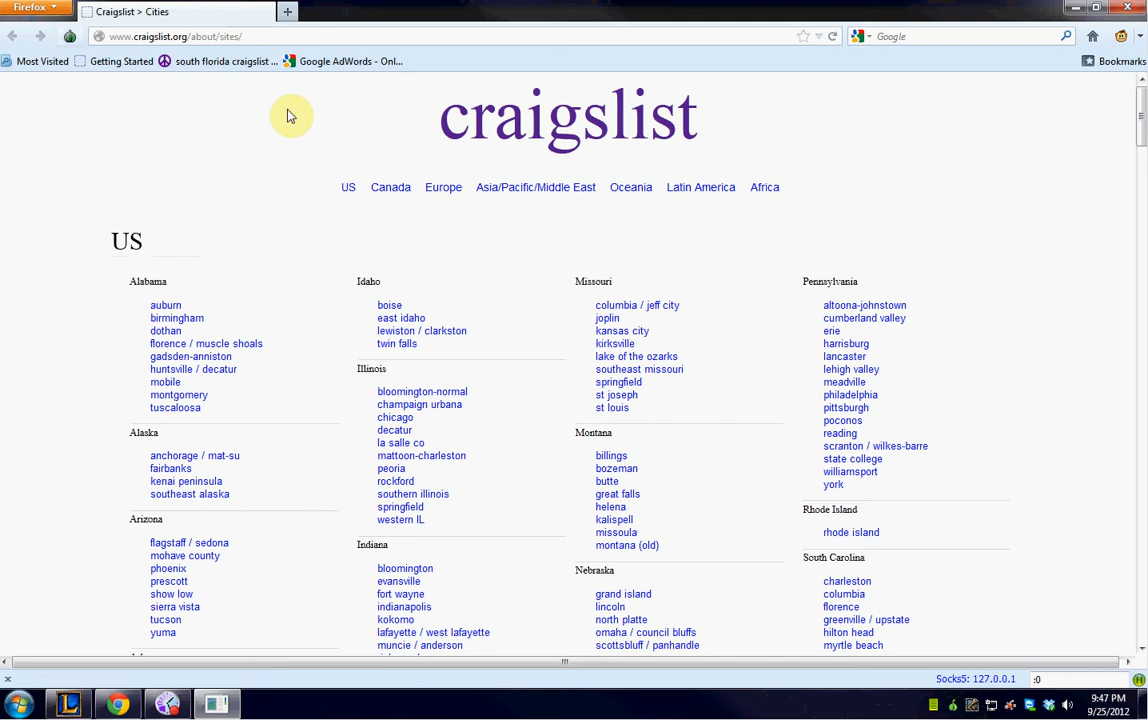 Firefox
Craigslist > Cities
www.craigslist.org/about/sites/
Google
Most Visited
Getting Started
south florida craigslist ...
Google AdWords - Onl...
Bookmarks
craigslist
US Canada Europe Asia/Pacific/Middle East Oceania Latin America Africa
US
Alabama
auburn
birmingham
dothan
florence / muscle shoals
gadsden-anniston
huntsville / decatur
mobile
montgomery
tuscaloosa
Alaska
anchorage / mat-su
fairbanks
kenai peninsula
southeast alaska
Arizona
flagstaff / sedona
mohave county
phoenix
prescott
show low
sierra vista
tucson
yuma
Idaho
boise
east idaho
lewiston / clarkston
twin falls
Illinois
bloomington-normal
champaign urbana
chicago
decatur
la salle co
mattoon-charleston
peoria
rockford
southern illinois
springfield
western IL
Indiana
bloomington
evansville
fort wayne
indianapolis
kokomo
lafayette / west lafayette
muncie / anderson
Missouri
columbia / jeff city
joplin
kansas city
kirksville
lake of the ozarks
southeast missouri
springfield
st joseph
st louis
Montana
billings
bozeman
butte
great falls
helena
kalispell
missoula
montana (old)
Nebraska
grand island
lincoln
north platte
omaha / council bluffs
scottsbluff / panhandle
Pennsylvania
altoona-johnstown
cumberland valley
erie
harrisburg
lancaster
lehigh valley
meadville
philadelphia
pittsburgh
poconos
reading
scranton / wilkes-barre
state college
williamsport
york
Rhode Island
rhode island
South Carolina
charleston
columbia
florence
greenville / upstate
hilton head
myrtle beach
Socks5: 127.0.0.1
:0
9:47 PM
9/25/2012